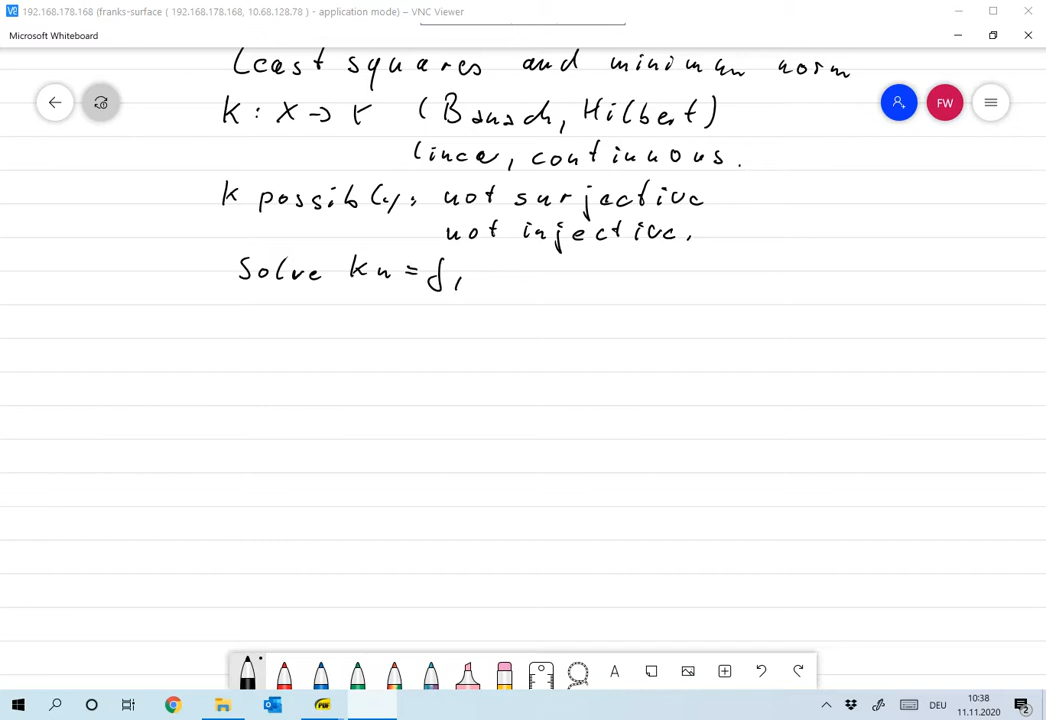 192.168.178.168 (franks-surface ( 192.168.178.168, 10.68.128.78 ) - application mode) – VNC Viewer
Microsoft Whiteboard
least squares and minimum norm
FW
K : X → Y (Banach, Hilbert)
linear, continuous.
K possibly: not surjective
not injective.
Solve Ku = f,
A
DEU
10:38
11.11.2020
2